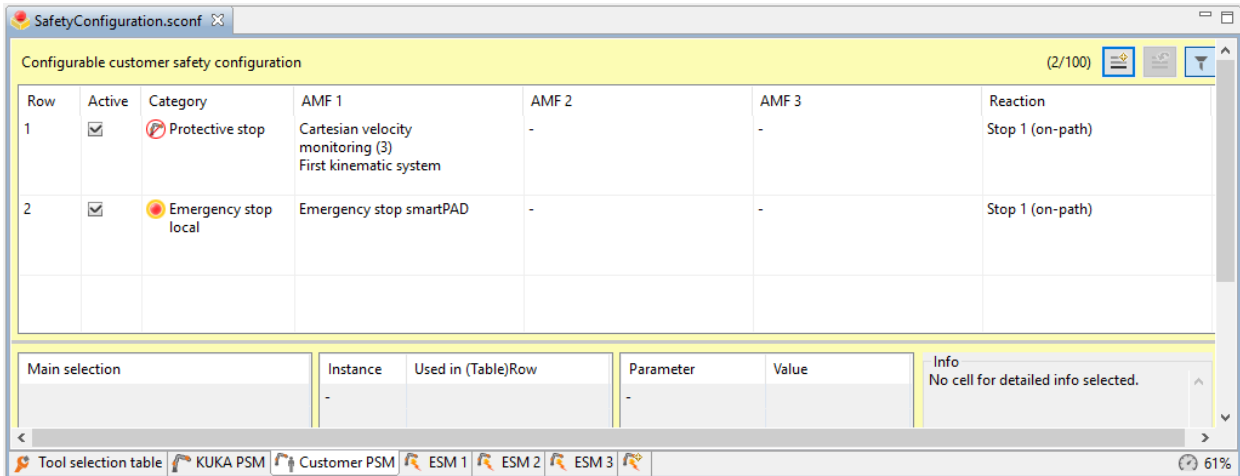 SafetyConfiguration.sconf
Configurable customer safety configuration (2/100)
Row Active Category AMF 1 AMF 2 AMF 3 Reaction
1 Protective stop Cartesian velocity - - Stop 1 (on-path)
monitoring (3)
First kinematic system
2 Emergency stop Emergency stop smartPAD - - Stop 1 (on-path)
local
Main selection Instance Used in (Table)Row Parameter Value Info
No cell for detailed info selected.
- -
Tool selection table KUKA PSM Customer PSM ESM 1 ESM 2 ESM 3 61%